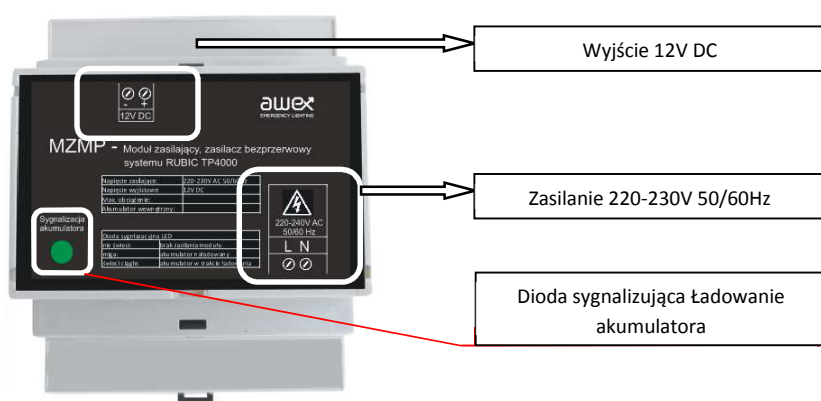 Wyjście 12V DC
- +
12V DC
awex
EMERGENCY LIGHTING
MZMP - Moduł zasilający, zasilacz bezprzerwowy
systemu RUBIC TP4000
Napięcie zasilające: 220-230V AC 50/60Hz
Napięcie wyjściowe 12V DC
Max. obciążenie:
Akumulator wewnętrzny:
Zasilanie 220-230V 50/60Hz
220-240V AC
50/60 Hz
L N
Sygnalizacja
akumulatora
Dioda sygnlaracyjna LED
nie świeci: brak zasilania modułu
miga: akumulator naładowany
świeci ciągle: akumulator w trakcie ładowania
Dioda sygnalizująca Ładowanie
akumulatora